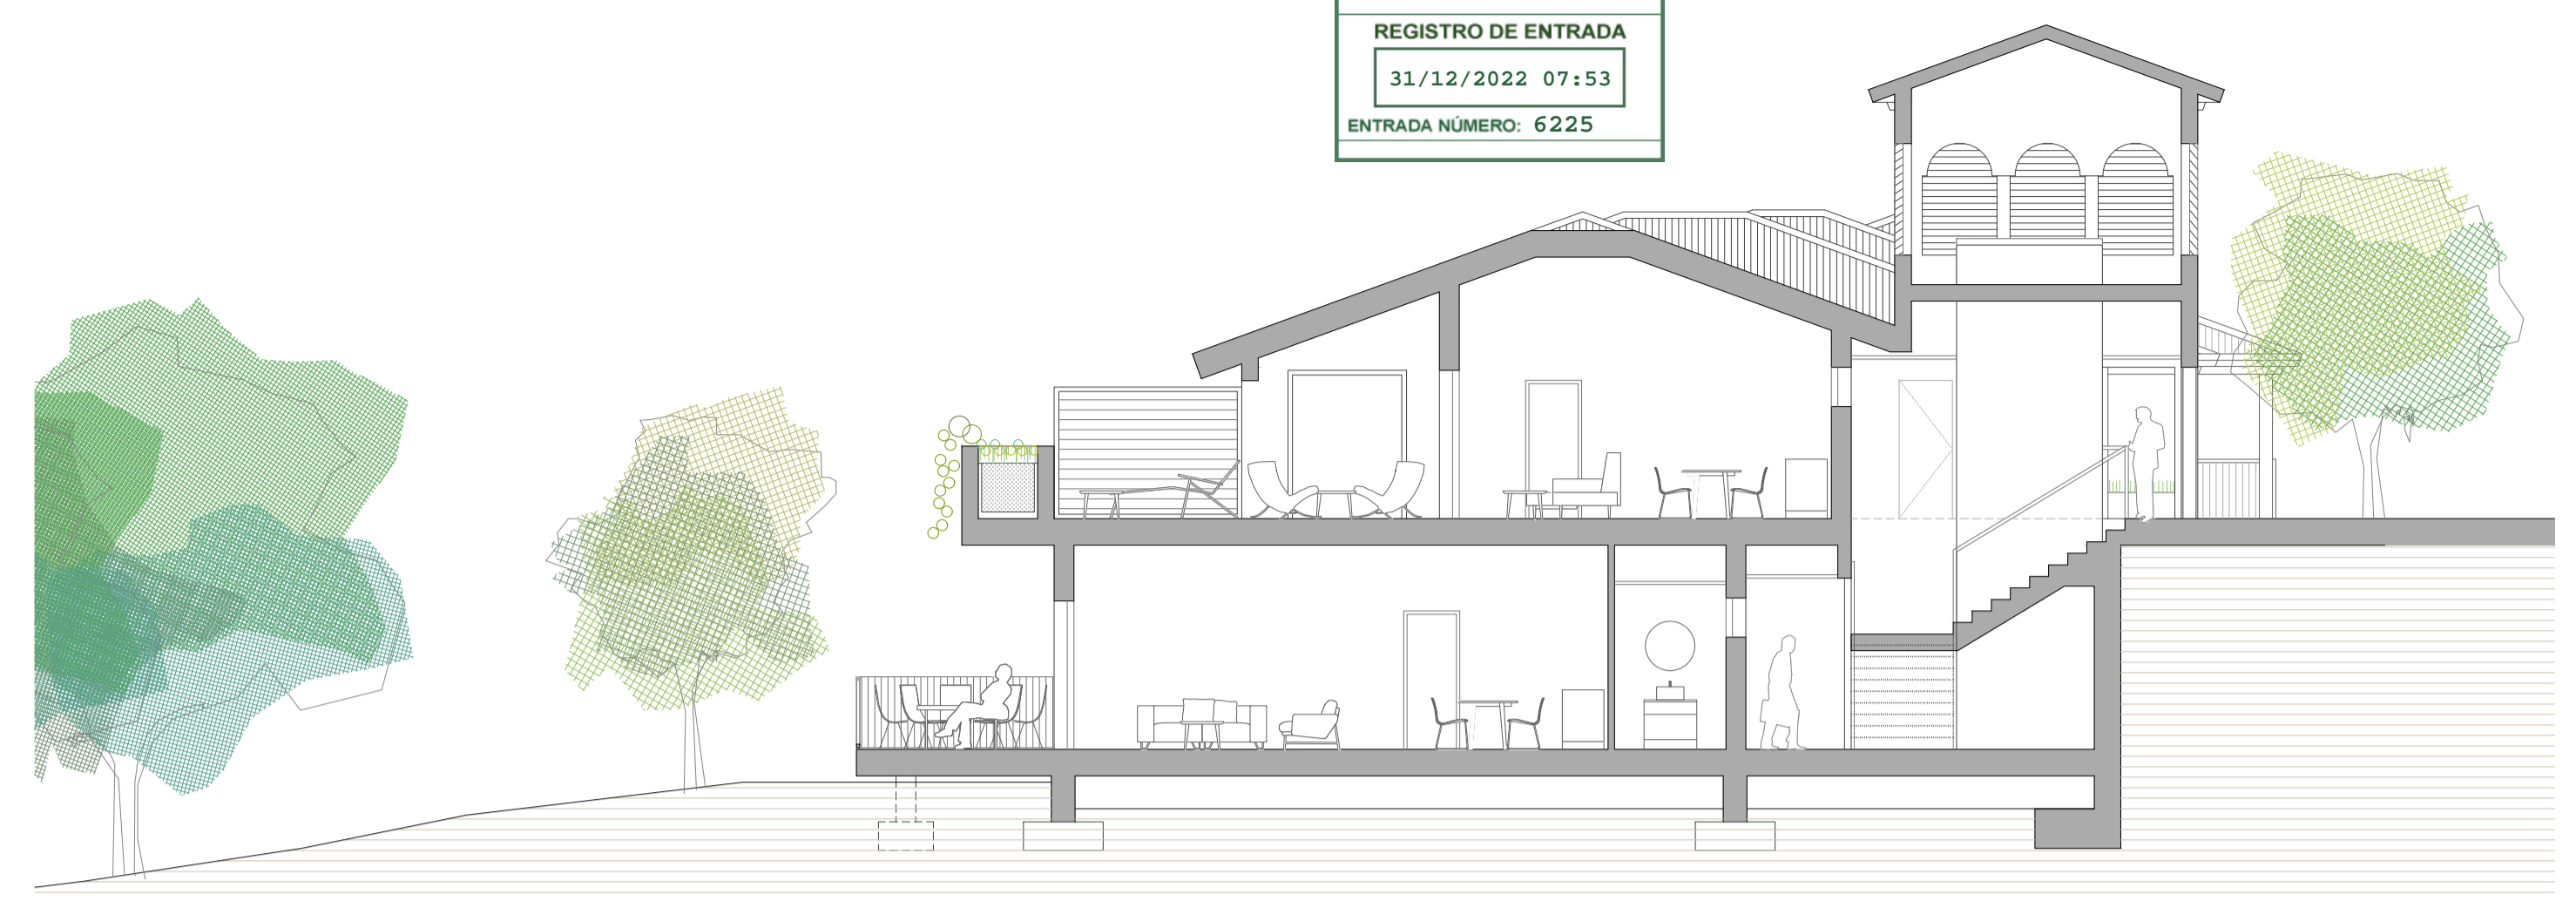 REGISTRO DE ENTRADA
31/12/2022 07:53
ENTRADA NÚMERO: 6225